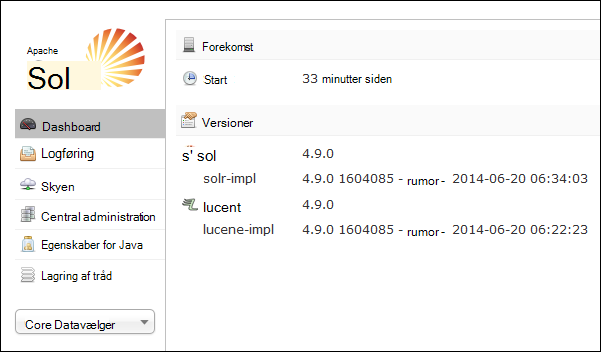 Apache
Sol
Dashboard
Logføring
Skyen
Central administration
Egenskaber for Java
Lagring af tråd
Core Datavælger
Forekomst
Start 33 minutter siden
Versioner
s' sol 4.9.0
solr-impl 4.9.0 1604085 - rumor - 2014-06-20 06:34:03
lucent 4.9.0
lucene-impl 4.9.0 1604085 - rumor - 2014-06-20 06:22:23